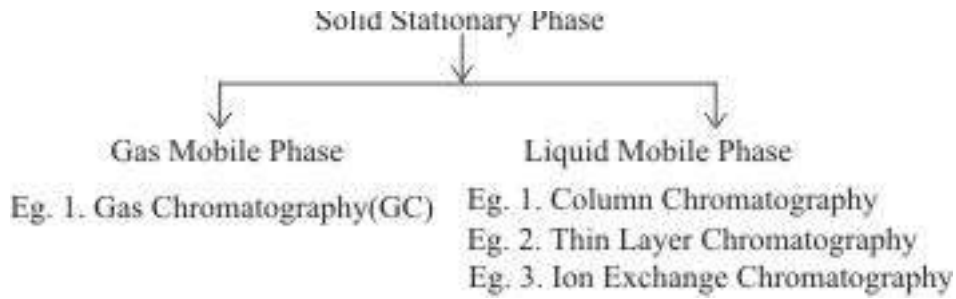 Solid Stationary Phase
Gas Mobile Phase
Liquid Mobile Phase
Eg. 1. Gas Chromatography(GC)
Eg. 1. Column Chromatography
Eg. 2. Thin Layer Chromatography
Eg. 3. Ion Exchange Chromatography